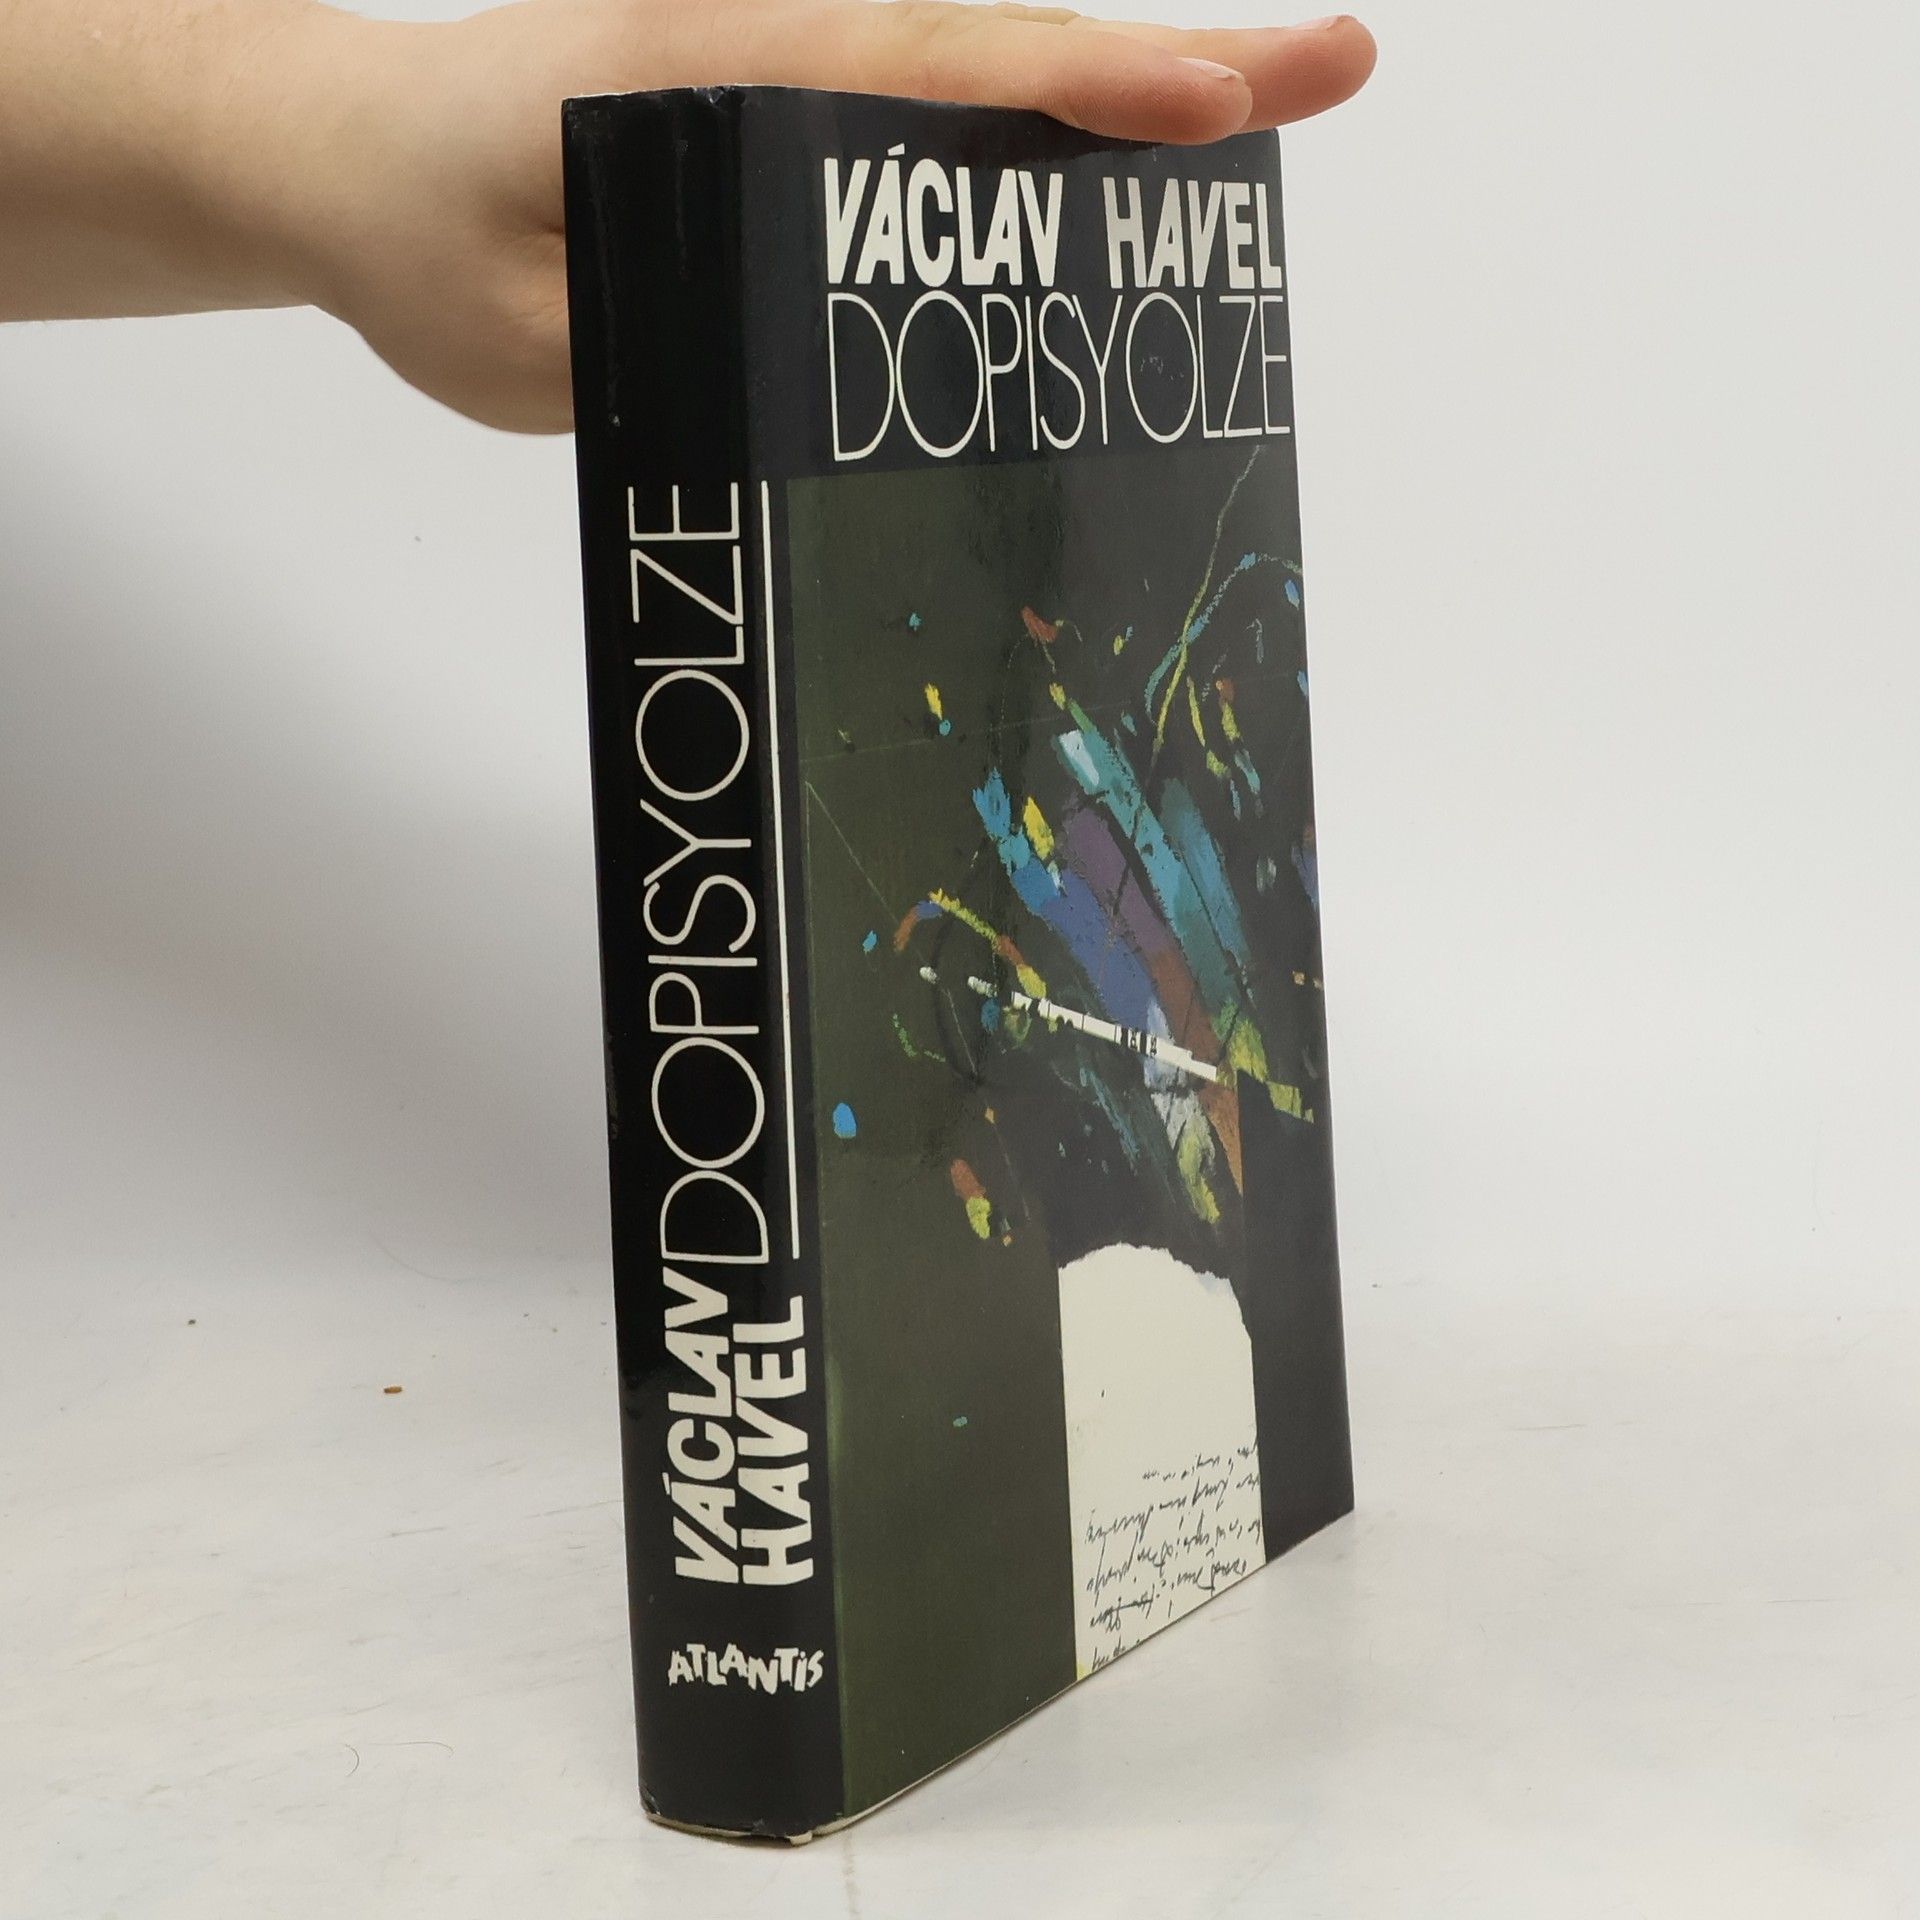 VÁCLAV HAVEL
DOPISY OLZE
VÁCLAV
HAVEL
DOPISY OLZE
ATLANTIS